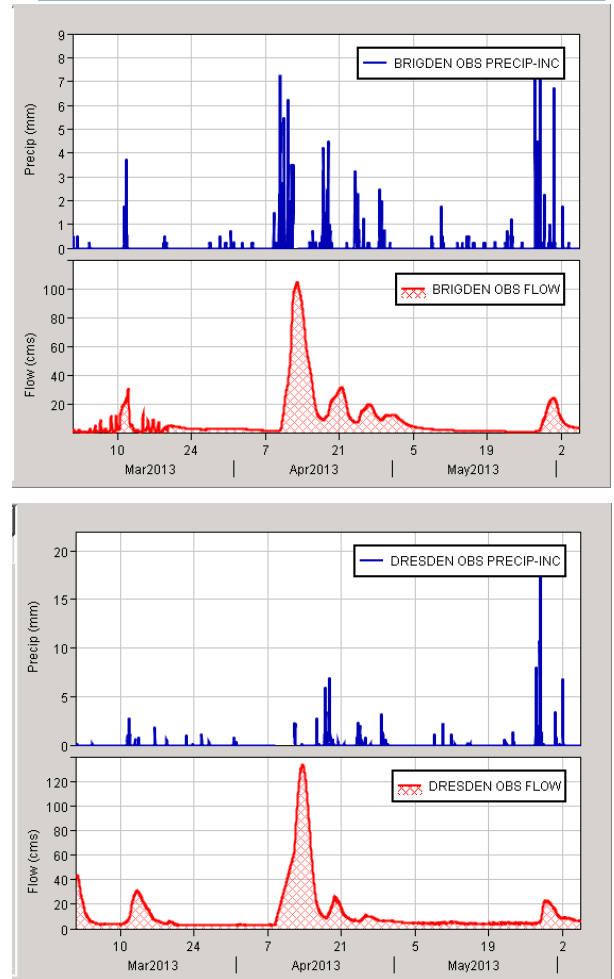 9
8
7
6
5
4
3
2
1
0
Precip (mm)
BRIGDEN OBS PRECIP-INC
100
80
60
40
20
Flow (cms)
BRIGDEN OBS FLOW
10 24 7 21 5 19 2
Mar2013 | Apr2013 | May2013 |
20
15
10
5
0
Precip (mm)
DRESDEN OBS PRECIP-INC
120
100
80
60
40
20
0
Flow (cms)
DRESDEN OBS FLOW
10 24 7 21 5 19 2
Mar2013 | Apr2013 | May2013 |